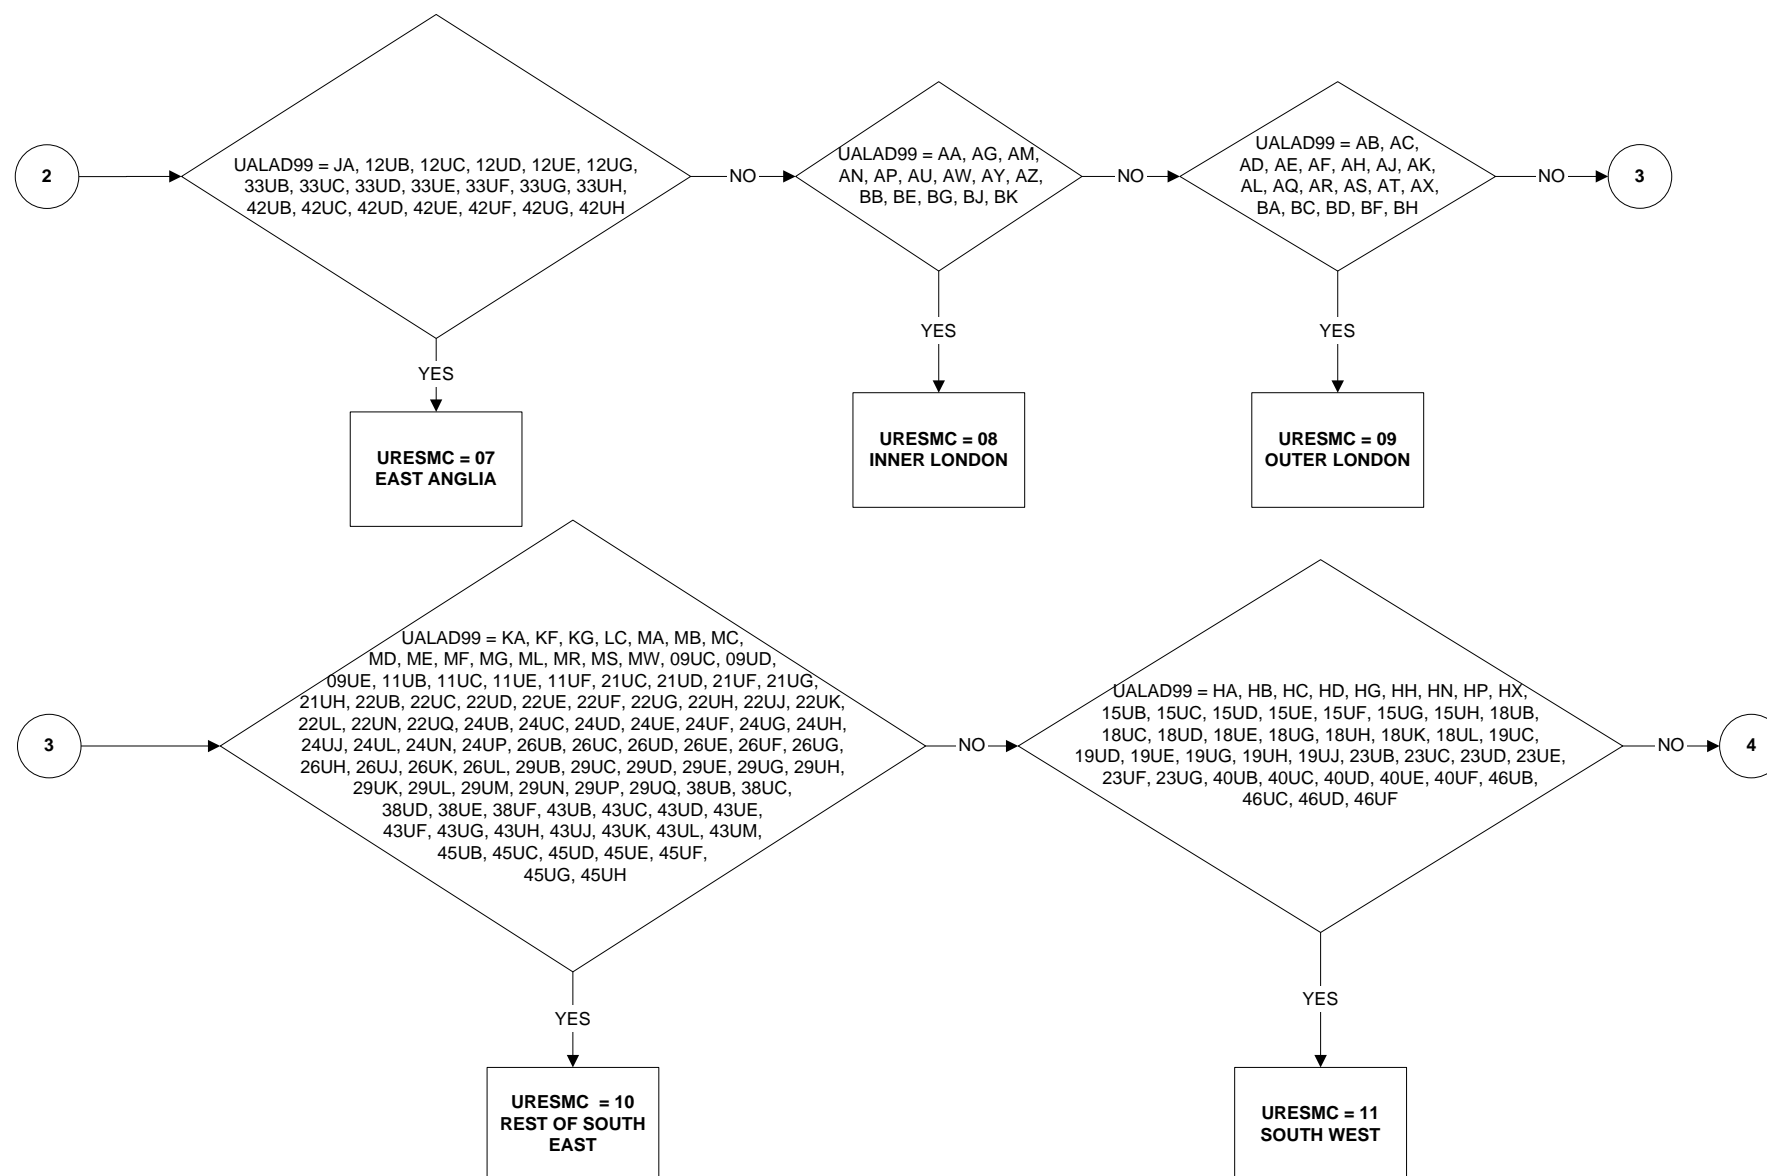 2
UALAD99 = JA, 12UB, 12UC, 12UD, 12UE, 12UG,
33UB, 33UC, 33UD, 33UE, 33UF, 33UG, 33UH,
42UB, 42UC, 42UD, 42UE, 42UF, 42UG, 42UH
NO
UALAD99 = AA, AG, AM,
AN, AP, AU, AW, AY, AZ,
BB, BE, BG, BJ, BK
NO
UALAD99 = AB, AC,
AD, AE, AF, AH, AJ, AK,
AL, AQ, AR, AS, AT, AX,
BA, BC, BD, BF, BH
NO
3
YES
YES
YES
URESMC = 07
EAST ANGLIA
URESMC = 08
INNER LONDON
URESMC = 09
OUTER LONDON
3
UALAD99 = KA, KF, KG, LC, MA, MB, MC,
MD, ME, MF, MG, ML, MR, MS, MW, 09UC, 09UD,
09UE, 11UB, 11UC, 11UE, 11UF, 21UC, 21UD, 21UF, 21UG,
21UH, 22UB, 22UC, 22UD, 22UE, 22UF, 22UG, 22UH, 22UJ, 22UK,
22UL, 22UN, 22UQ, 24UB, 24UC, 24UD, 24UE, 24UF, 24UG, 24UH,
24UJ, 24UL, 24UN, 24UP, 26UB, 26UC, 26UD, 26UE, 26UF, 26UG,
26UH, 26UJ, 26UK, 26UL, 29UB, 29UC, 29UD, 29UE, 29UG, 29UH,
29UK, 29UL, 29UM, 29UN, 29UP, 29UQ, 38UB, 38UC,
38UD, 38UE, 38UF, 43UB, 43UC, 43UD, 43UE,
43UF, 43UG, 43UH, 43UJ, 43UK, 43UL, 43UM,
45UB, 45UC, 45UD, 45UE, 45UF,
45UG, 45UH
NO
UALAD99 = HA, HB, HC, HD, HG, HH, HN, HP, HX,
15UB, 15UC, 15UD, 15UE, 15UF, 15UG, 15UH, 18UB,
18UC, 18UD, 18UE, 18UG, 18UH, 18UK, 18UL, 19UC,
19UD, 19UE, 19UG, 19UH, 19UJ, 23UB, 23UC, 23UD, 23UE,
23UF, 23UG, 40UB, 40UC, 40UD, 40UE, 40UF, 46UB,
46UC, 46UD, 46UF
NO
4
YES
YES
URESMC = 10
REST OF SOUTH
EAST
URESMC = 11
SOUTH WEST